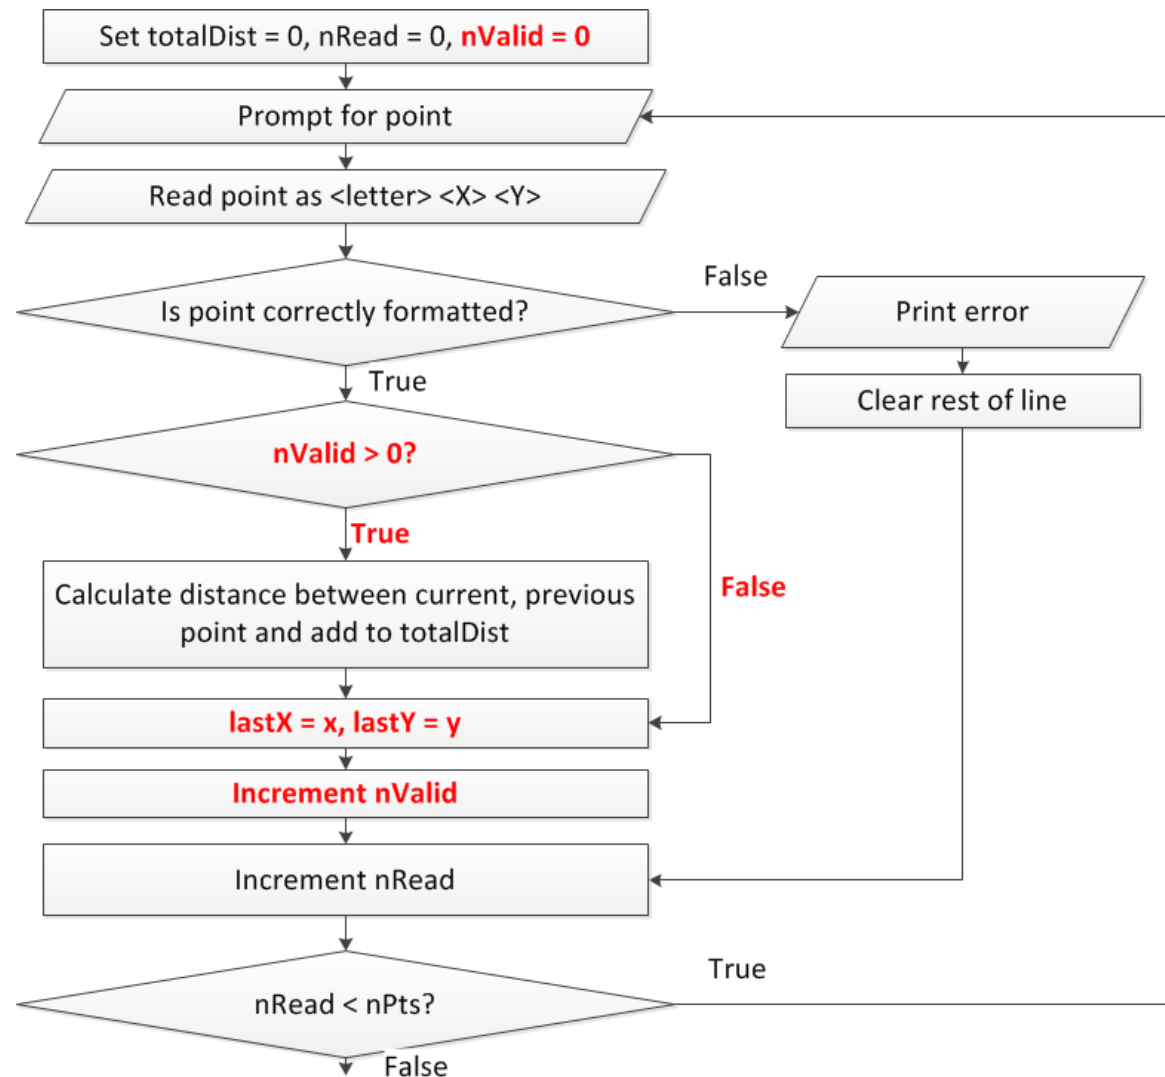 Set totalDist = 0, nRead = 0, nValid = 0
Prompt for point
Read point as <letter> <X> <Y>
Is point correctly formatted?
False
Print error
Clear rest of line
True
nValid > 0?
True
False
Calculate distance between current, previous
point and add to totalDist
lastX = x, lastY = y
Increment nValid
Increment nRead
nRead < nPts?
True
False